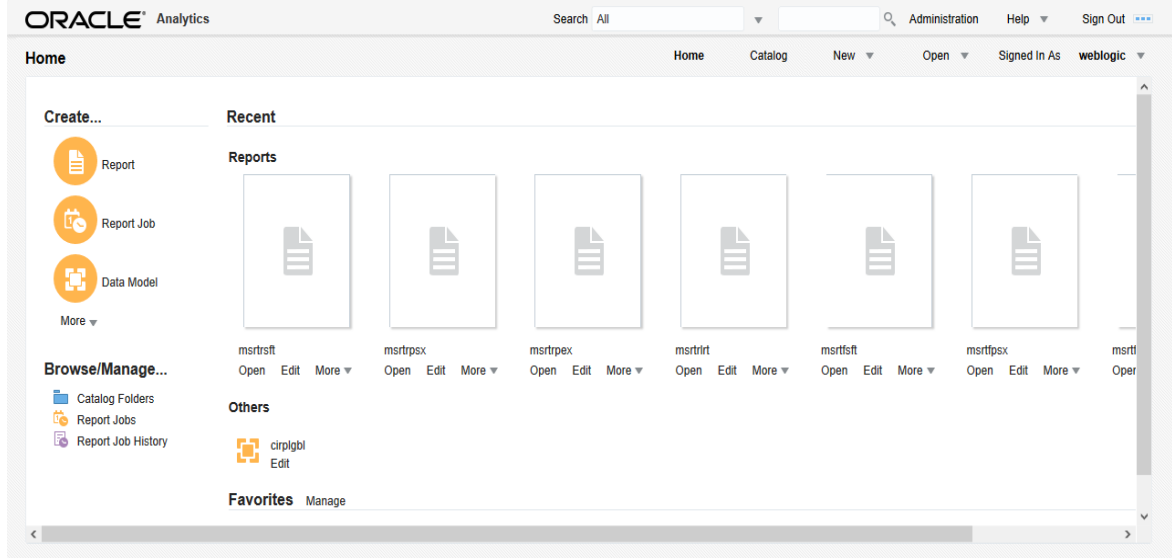 ORACLE Analytics Search All Administration Help Sign Out
Home Home Catalog New Open Signed In As weblogic
Create... Recent
Reports
Report
Report Job
Data Model
More
msrtrsft msrtrpsx msrtrpex msrtrlrt msrtfsft msrtfpsx msrtf
Open Edit More Open Edit More Open Edit More Open Edit More Open Edit More Open Edit More Oper
Browse/Manage...
Catalog Folders
Report Jobs
Report Job History
Others
cirplgbl
Edit
Favorites Manage